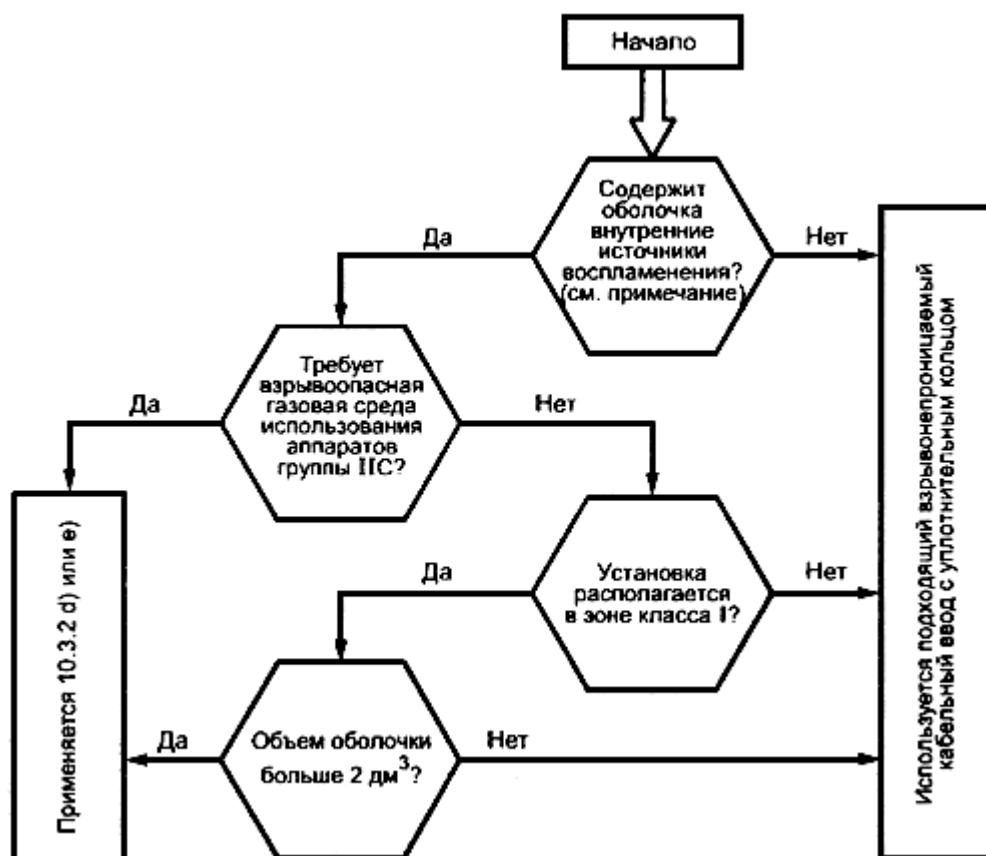 Начало
Содержит
оболочка
внутренние
источники
воспламенения?
(см. примечание)
Да
Нет
Требует
взрывоопасная
газовая среда
использования
аппаратов
группы IIC?
Да
Нет
Установка
располагается
в зоне класса I?
Да
Нет
Объем оболочки
больше 2 дм³?
Да
Нет
Применяется 10.3.2 d) или e)
Используется подходящий взрывонепроницаемый
кабельный ввод с уплотнительным кольцом